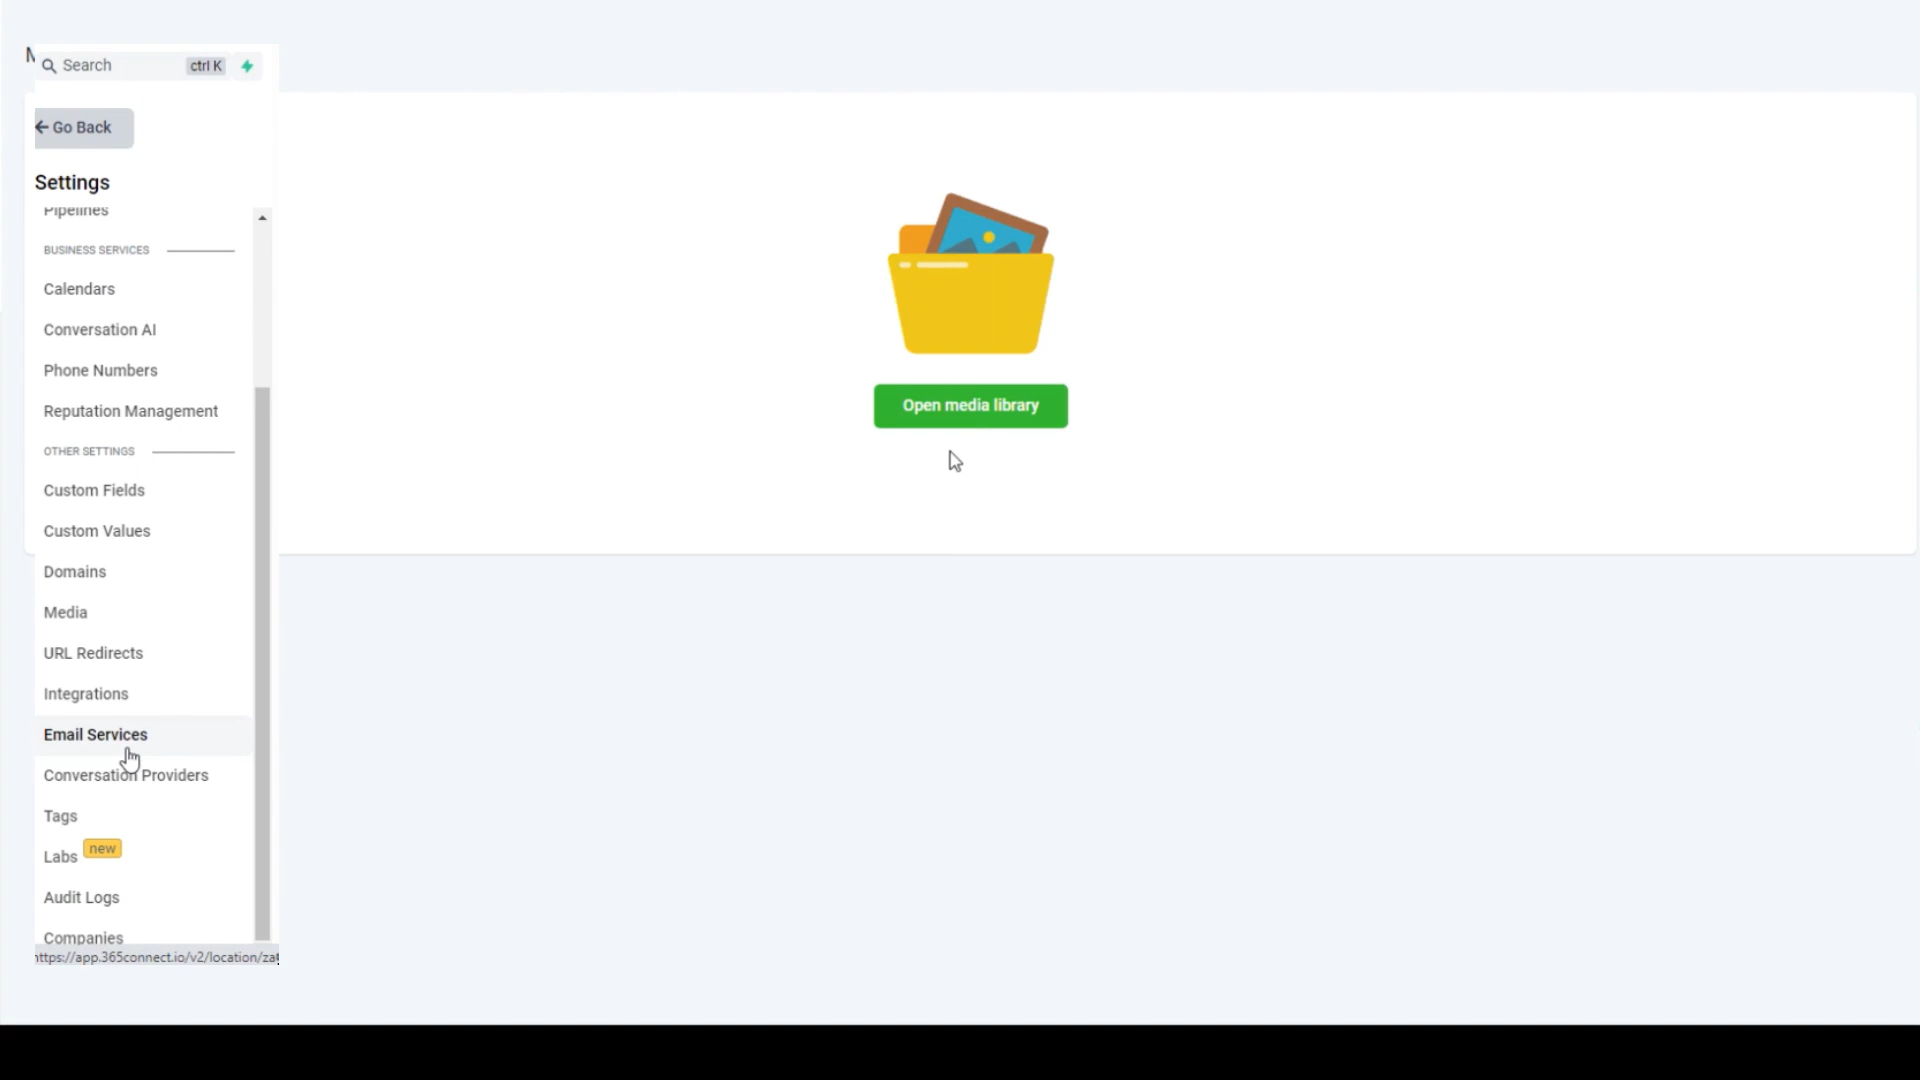 Search
ctrl K
Go Back
Settings
Pipelines
BUSINESS SERVICES
Calendars
Conversation AI
Phone Numbers
Reputation Management
OTHER SETTINGS
Custom Fields
Custom Values
Domains
Media
URL Redirects
Integrations
Email Services
Conversation Providers
Tags
Labs new
Audit Logs
Companies
https://app.365connect.io/v2/location/za
Open media library